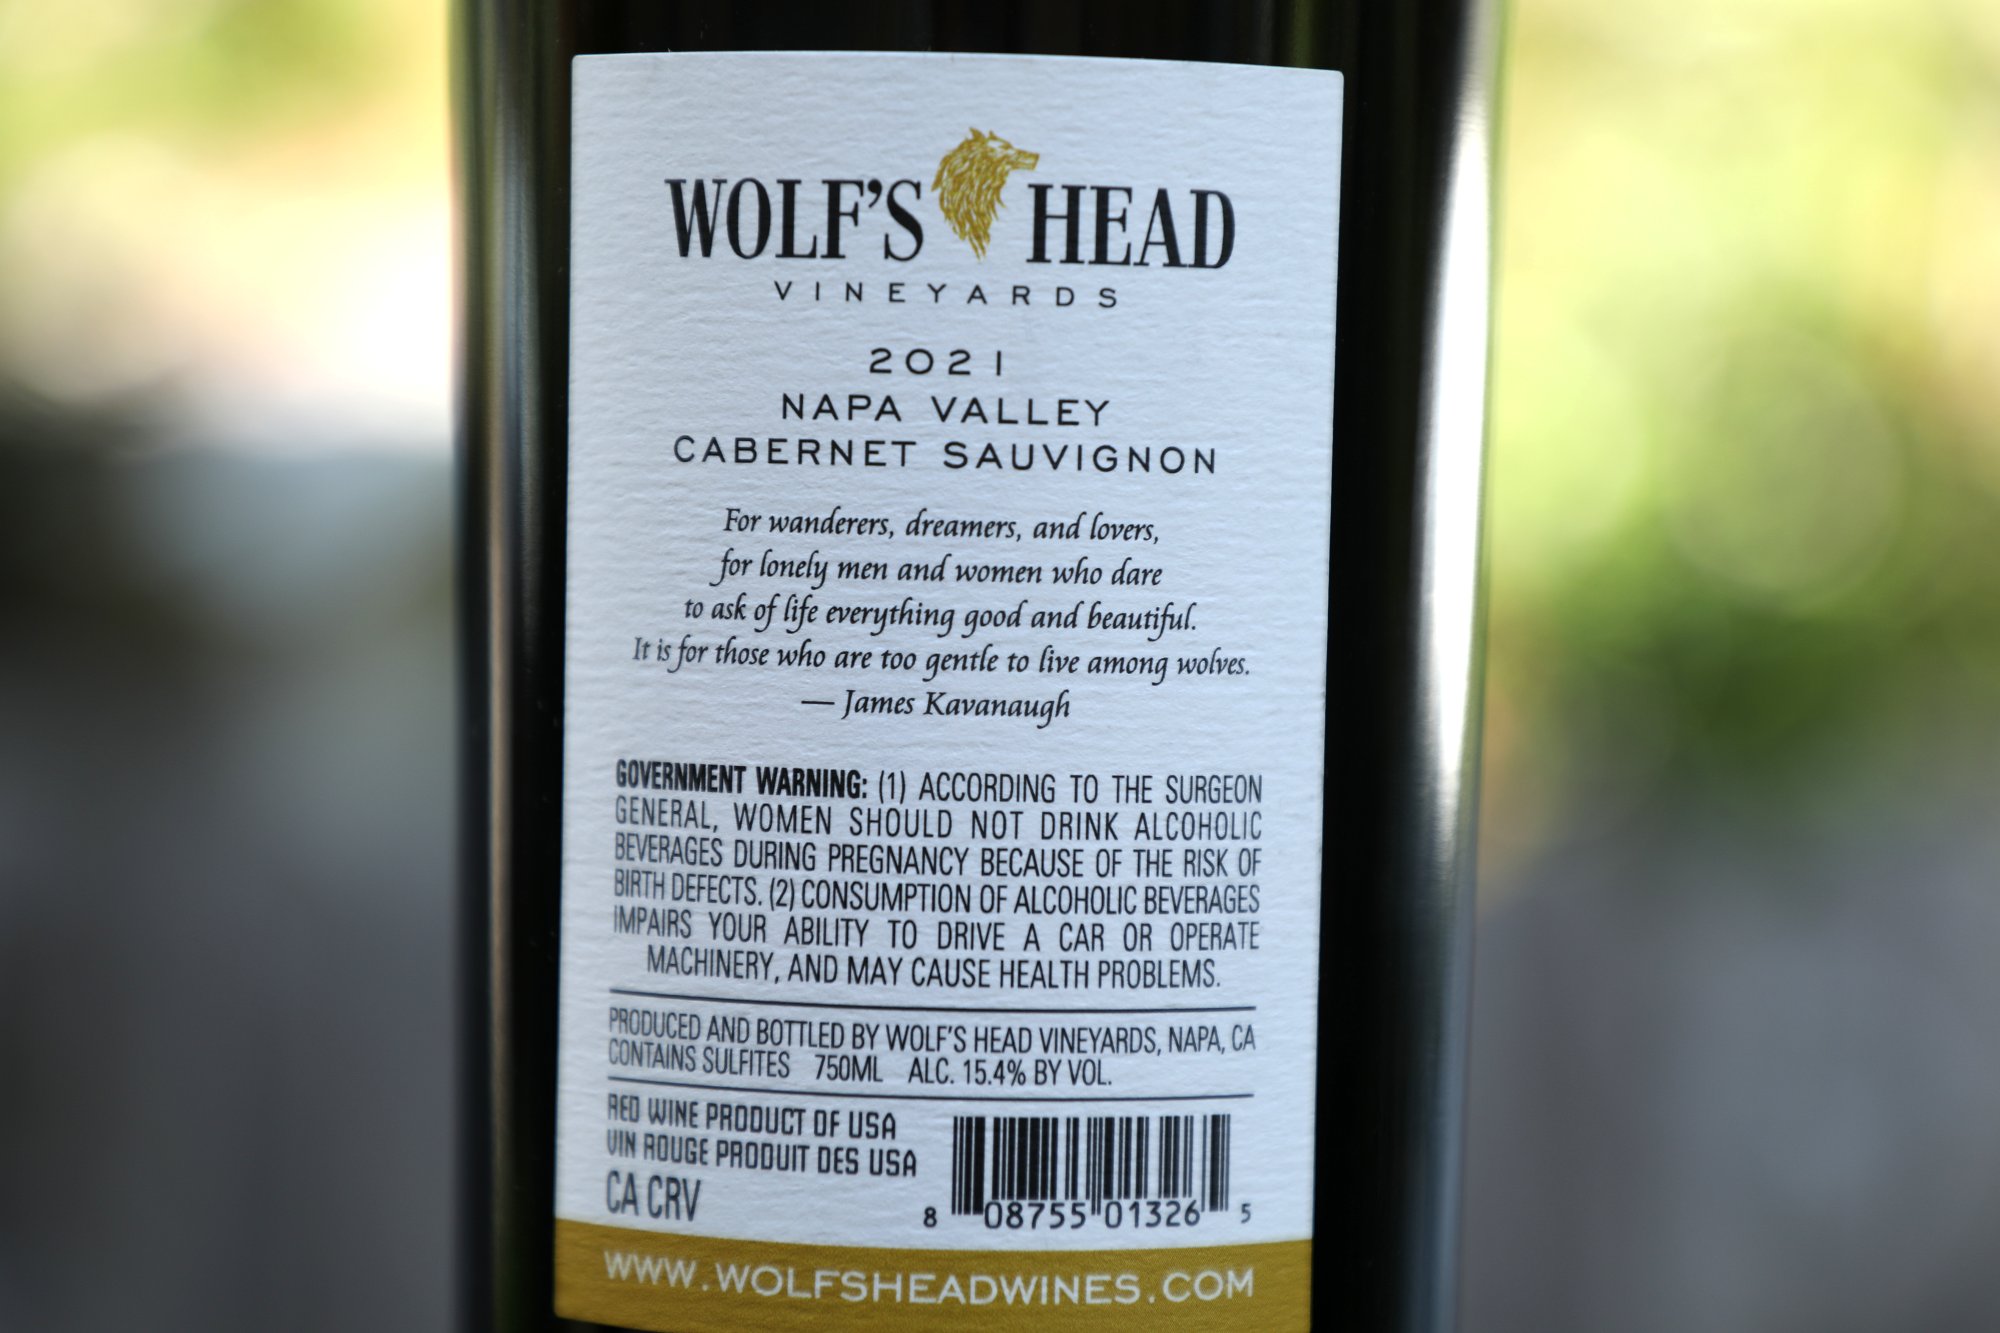 WOLF'S HEAD
VINEYARDS
2021
NAPA VALLEY
CABERNET SAUVIGNON
For wanderers, dreamers, and lovers,
for lonely men and women who dare
to ask of life everything good and beautiful.
It is for those who are too gentle to live among wolves.
— James Kavanaugh
GOVERNMENT WARNING: (1) ACCORDING TO THE SURGEON
GENERAL, WOMEN SHOULD NOT DRINK ALCOHOLIC
BEVERAGES DURING PREGNANCY BECAUSE OF THE RISK OF
BIRTH DEFECTS. (2) CONSUMPTION OF ALCOHOLIC BEVERAGES
IMPAIRS YOUR ABILITY TO DRIVE A CAR OR OPERATE
MACHINERY, AND MAY CAUSE HEALTH PROBLEMS.
PRODUCED AND BOTTLED BY WOLF'S HEAD VINEYARDS, NAPA, CA
CONTAINS SULFITES 750ML ALC. 15.4% BY VOL.
RED WINE PRODUCT OF USA
VIN ROUGE PRODUIT DES USA
CA CRV
8 08755 01326 5
WWW.WOLFSHEADWINES.COM